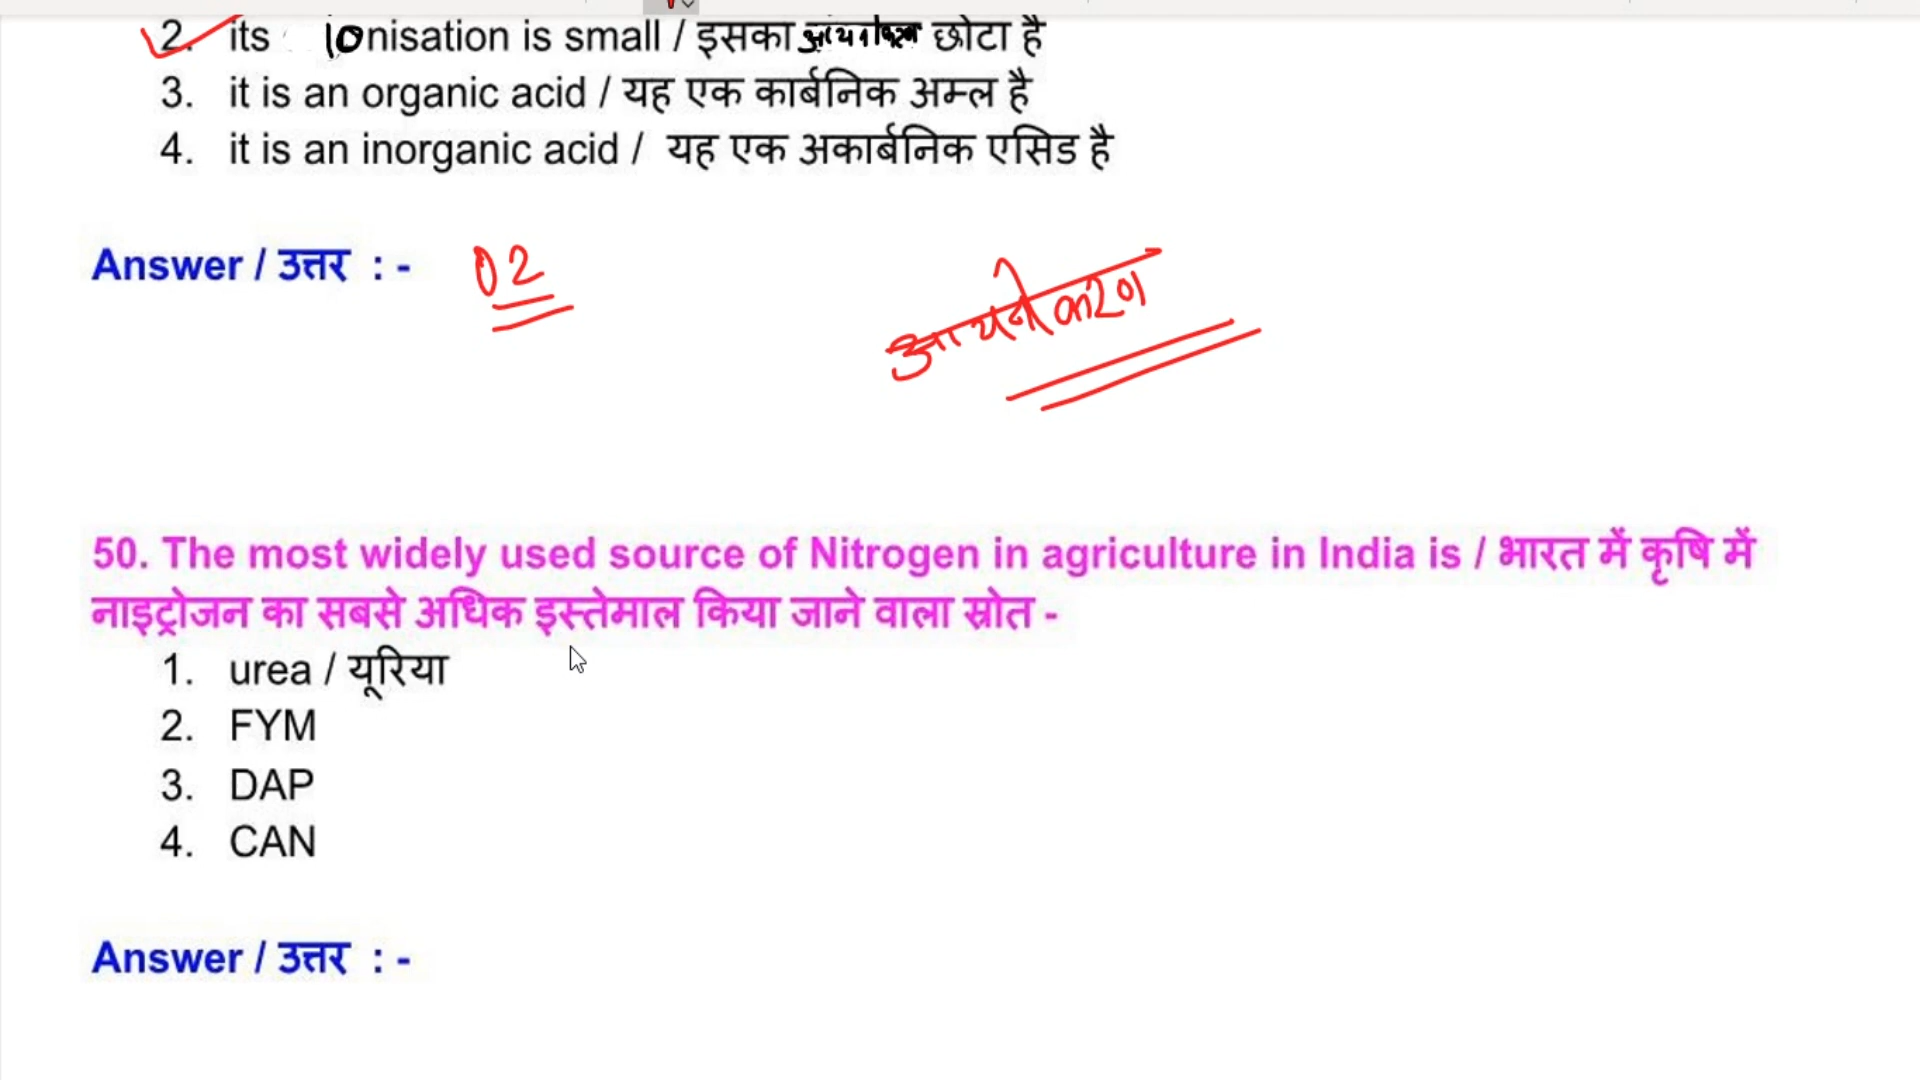 2. its ionisation is small / इसका आयनीकरण छोटा है
3. it is an organic acid / यह एक कार्बनिक अम्ल है
4. it is an inorganic acid / यह एक अकार्बनिक एसिड है
Answer / उत्तर : - 02
आयनीकरण
50. The most widely used source of Nitrogen in agriculture in India is / भारत में कृषि में
नाइट्रोजन का सबसे अधिक इस्तेमाल किया जाने वाला स्रोत -
1. urea / यूरिया
2. FYM
3. DAP
4. CAN
Answer / उत्तर : -